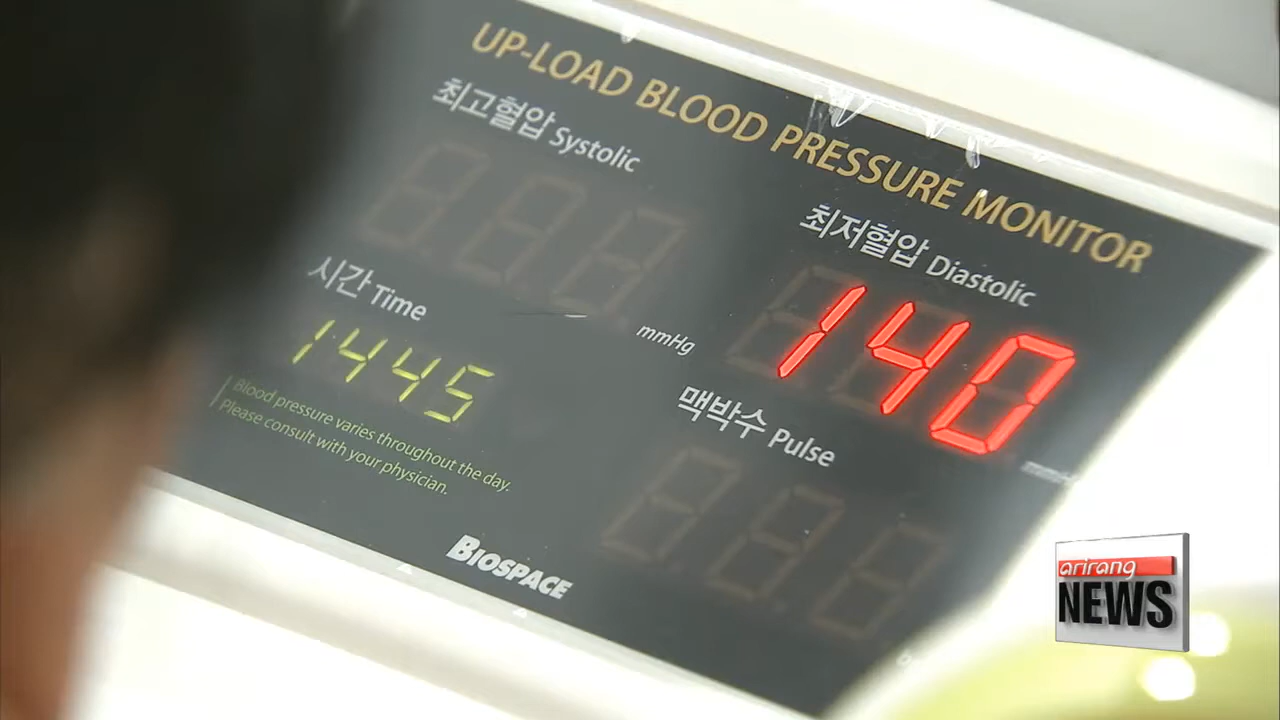 UP-LOAD BLOOD PRESSURE MONITOR
최고혈압 Systolic
mmHg
최저혈압 Diastolic
140
시간 Time
1445
Blood pressure varies throughout the day.
Please consult with your physician.
맥박수 Pulse
BIOSPACE
arirang
NEWS